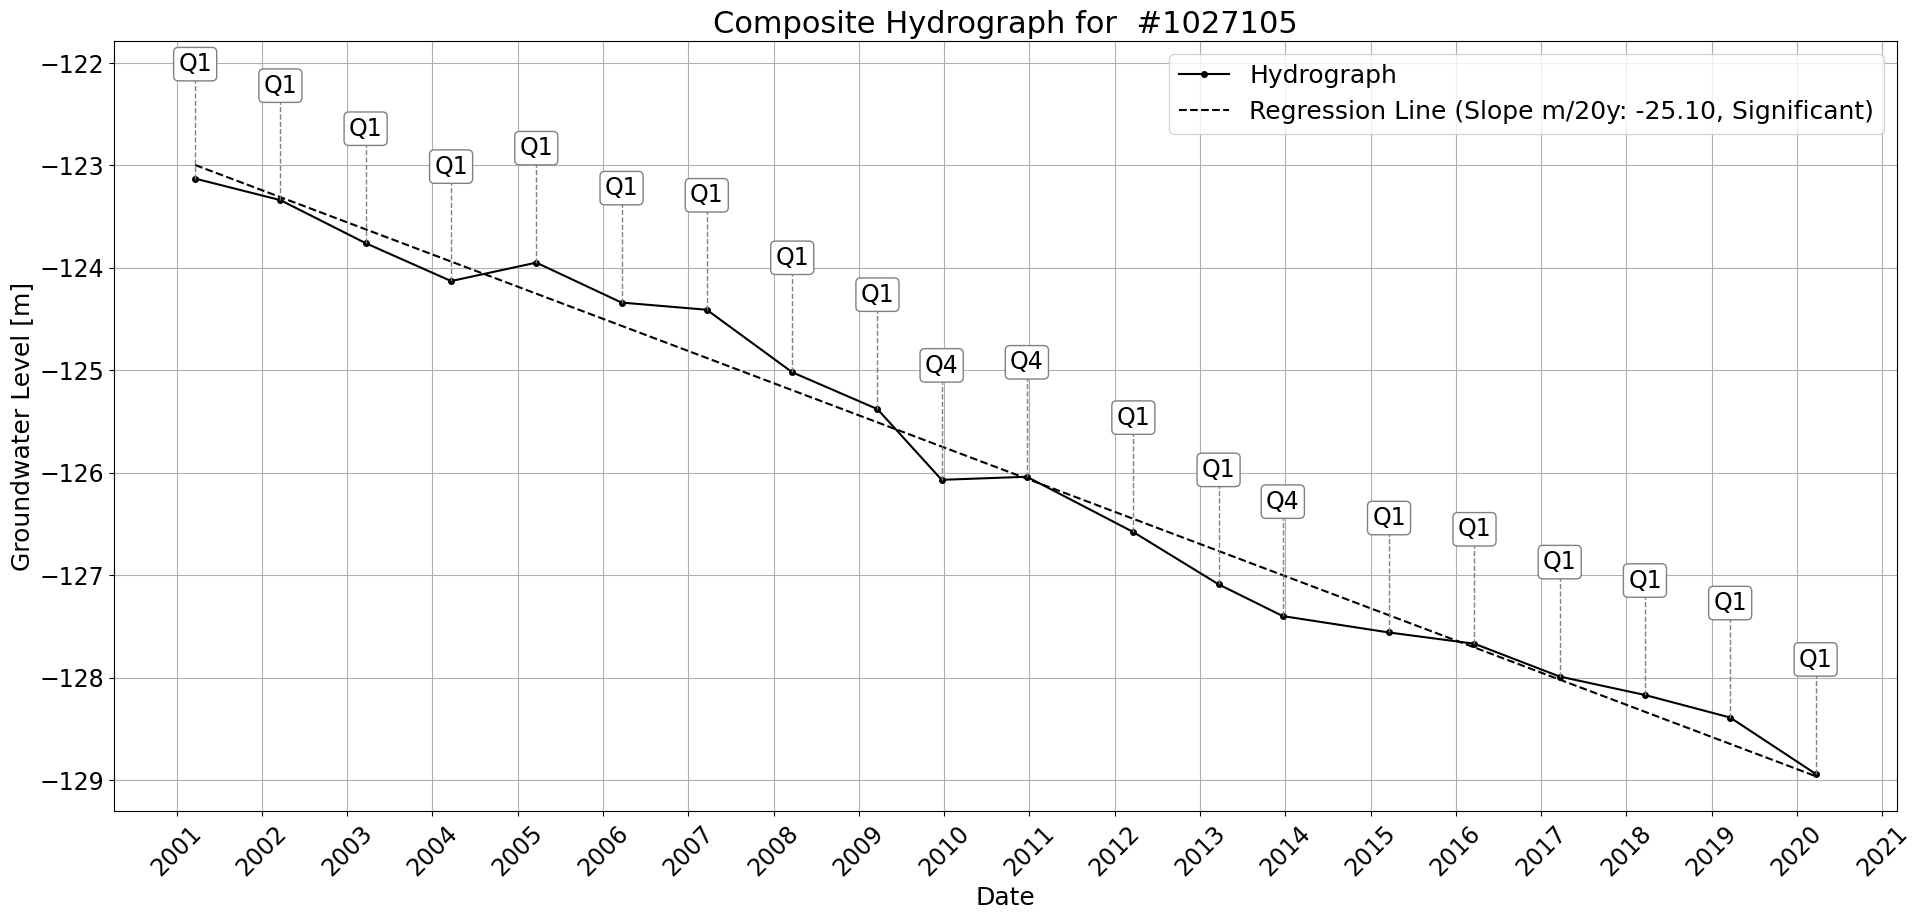 Composite Hydrograph for  #1027105
Hydrograph
Regression Line (Slope m/20y: -25.10, Significant)
Groundwater Level [m]
−122
−123
−124
−125
−126
−127
−128
−129
Q1
Q1
Q1
Q1
Q1
Q1
Q1
Q1
Q1
Q4
Q4
Q1
Q1
Q4
Q1
Q1
Q1
Q1
Q1
Q1
2001
2002
2003
2004
2005
2006
2007
2008
2009
2010
2011
2012
2013
2014
2015
2016
2017
2018
2019
2020
2021
Date